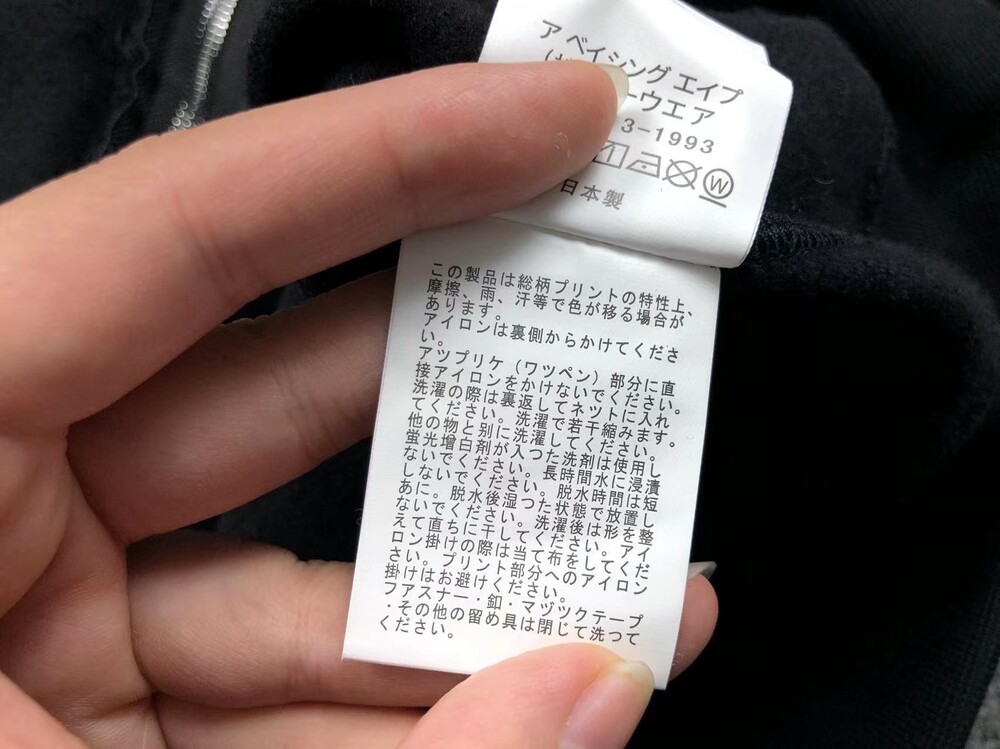 ア ベイシング エイプ
ーウエア
3-1993
W
日本製
この製品は総柄プリントの特性上、
摩擦、雨、汗等で色が移る場合が
あります。
アイロンは裏側からかけてくださ
い。
アツプリケ（ワツペン）部分に直
接アイロンをかけないでください。
洗濯の際は裏返してネツトに入れ
てください。洗濯で若干縮みます。
他の物と別に洗濯してください。
蛍光増白剤が入つた洗剤は使用し
ないでください。長時間水に浸漬
しないでください。脱水時間は短
あに。脱水後湿つた状態で放置し
ないでください。洗濯後は形を整
えて直ちに干してください。アイ
ロン掛けの際は当て布をしてくだ
さい。プリント部分へのアイロン
掛けはお避けください。
フアスナー・釦・マヅツクテープ
・その他の留め具は閉じて洗つて
ください。